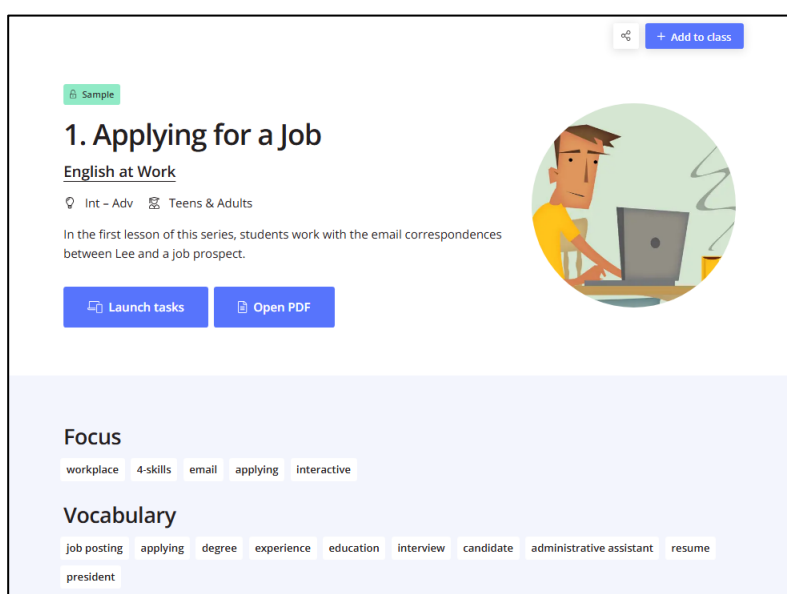 + Add to class
Sample
1. Applying for a Job
English at Work
Int – Adv Teens & Adults
In the first lesson of this series, students work with the email correspondences
between Lee and a job prospect.
Launch tasks Open PDF
Focus
workplace 4-skills email applying interactive
Vocabulary
job posting applying degree experience education interview candidate administrative assistant resume
president